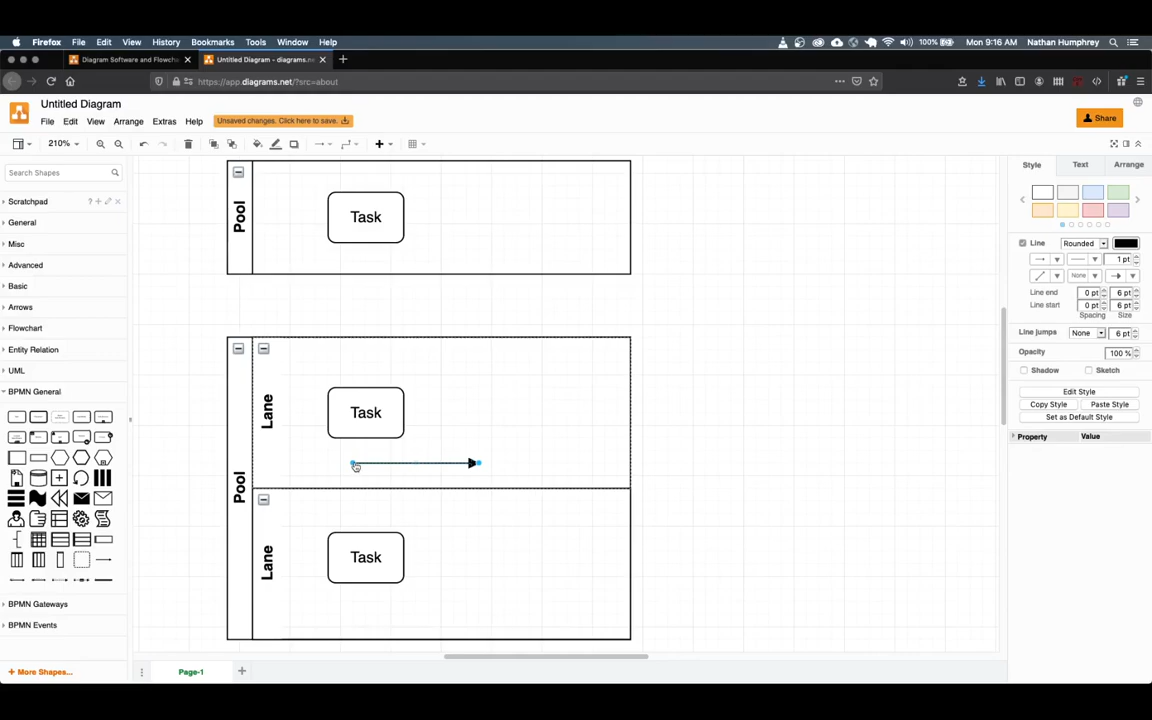 Firefox File Edit View History Bookmarks Tools Window Help 100% Mon 9:16 AM Nathan Humphrey
Diagram Software and Flowcha Untitled Diagram - diagrams.ne
https://app.diagrams.net/?src=about
Untitled Diagram
File Edit View Arrange Extras Help Unsaved changes. Click here to save. Share
210%
Search Shapes
Scratchpad
General
Misc
Advanced
Basic
Arrows
Flowchart
Entity Relation
UML
BPMN General
BPMN Gateways
BPMN Events
+ More Shapes...
Pool
Task
Pool
Lane
Task
Lane
Task
Page-1
Style Text Arrange
Line Rounded
1 pt
None
Line end 0 pt 6 pt
Line start 0 pt 6 pt
Spacing Size
Line jumps None 6 pt
Opacity 100 %
Shadow Sketch
Edit Style
Copy Style Paste Style
Set as Default Style
Property Value